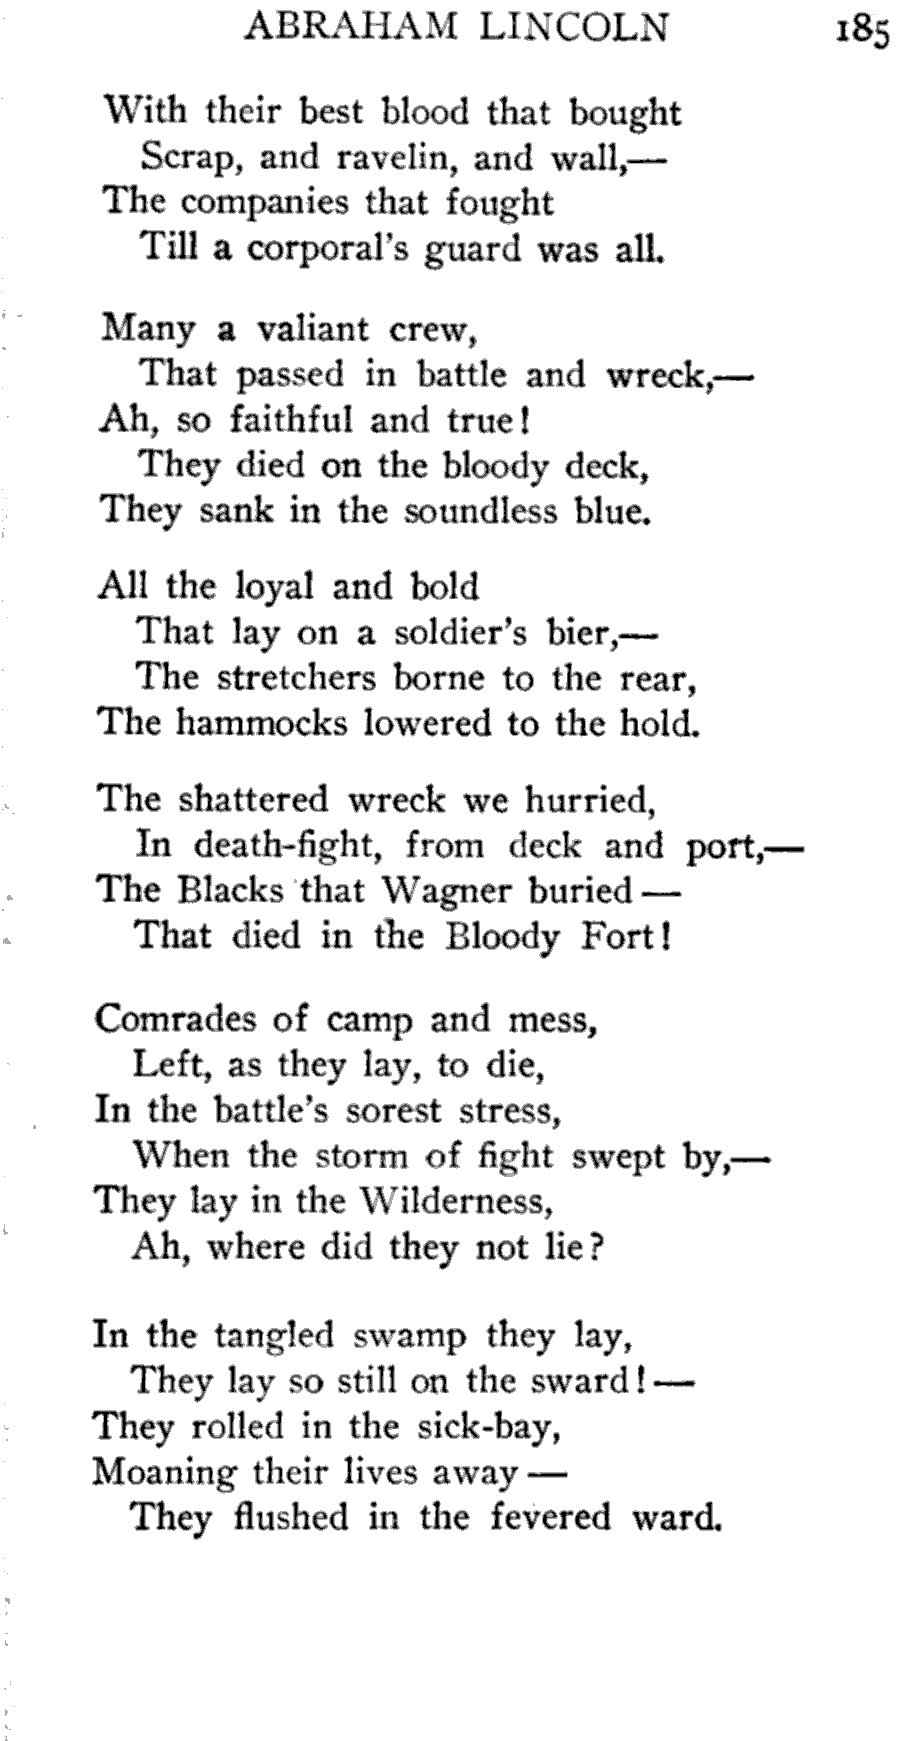 ABRAHAM LINCOLN 185
With their best blood that bought
Scrap, and ravelin, and wall,—
The companies that fought
Till a corporal's guard was all.
Many a valiant crew,
That passed in battle and wreck,—
Ah, so faithful and true!
They died on the bloody deck,
They sank in the soundless blue.
All the loyal and bold
That lay on a soldier's bier,—
The stretchers borne to the rear,
The hammocks lowered to the hold.
The shattered wreck we hurried,
In death-fight, from deck and port,—
The Blacks that Wagner buried—
That died in the Bloody Fort!
Comrades of camp and mess,
Left, as they lay, to die,
In the battle's sorest stress,
When the storm of fight swept by,—
They lay in the Wilderness,
Ah, where did they not lie?
In the tangled swamp they lay,
They lay so still on the sward!—
They rolled in the sick-bay,
Moaning their lives away—
They flushed in the fevered ward.